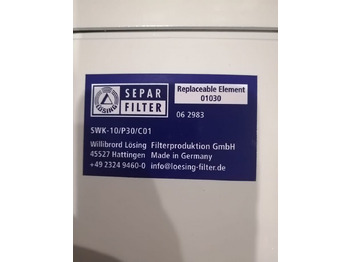 SEPAR
FILTER
LÖSING
Replaceable Element
01030
06 2983
SWK-10/P30/C01
Willibrord Lösing Filterproduktion GmbH
45527 Hattingen Made in Germany
+49 2324 9460-0 info@loesing-filter.de